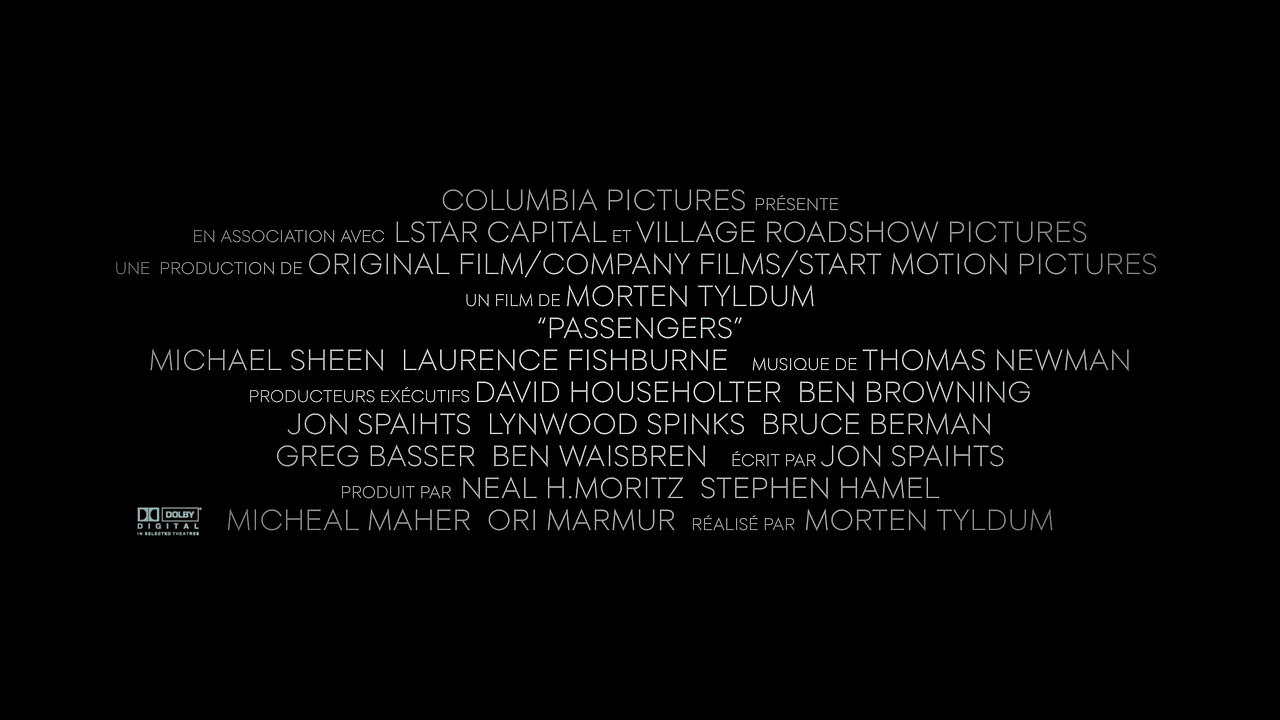 COLUMBIA PICTURES PRÉSENTE
EN ASSOCIATION AVEC LSTAR CAPITAL ET VILLAGE ROADSHOW PICTURES
UNE PRODUCTION DE ORIGINAL FILM/COMPANY FILMS/START MOTION PICTURES
UN FILM DE MORTEN TYLDUM
“PASSENGERS”
MICHAEL SHEEN LAURENCE FISHBURNE MUSIQUE DE THOMAS NEWMAN
PRODUCTEURS EXÉCUTIFS DAVID HOUSEHOLTER BEN BROWNING
JON SPAIHTS LYNWOOD SPINKS BRUCE BERMAN
GREG BASSER BEN WAISBREN ÉCRIT PAR JON SPAIHTS
PRODUIT PAR NEAL H.MORITZ STEPHEN HAMEL
MICHEAL MAHER ORI MARMUR RÉALISÉ PAR MORTEN TYLDUM
DOLBY
DIGITAL
IN SELECTED THEATRES